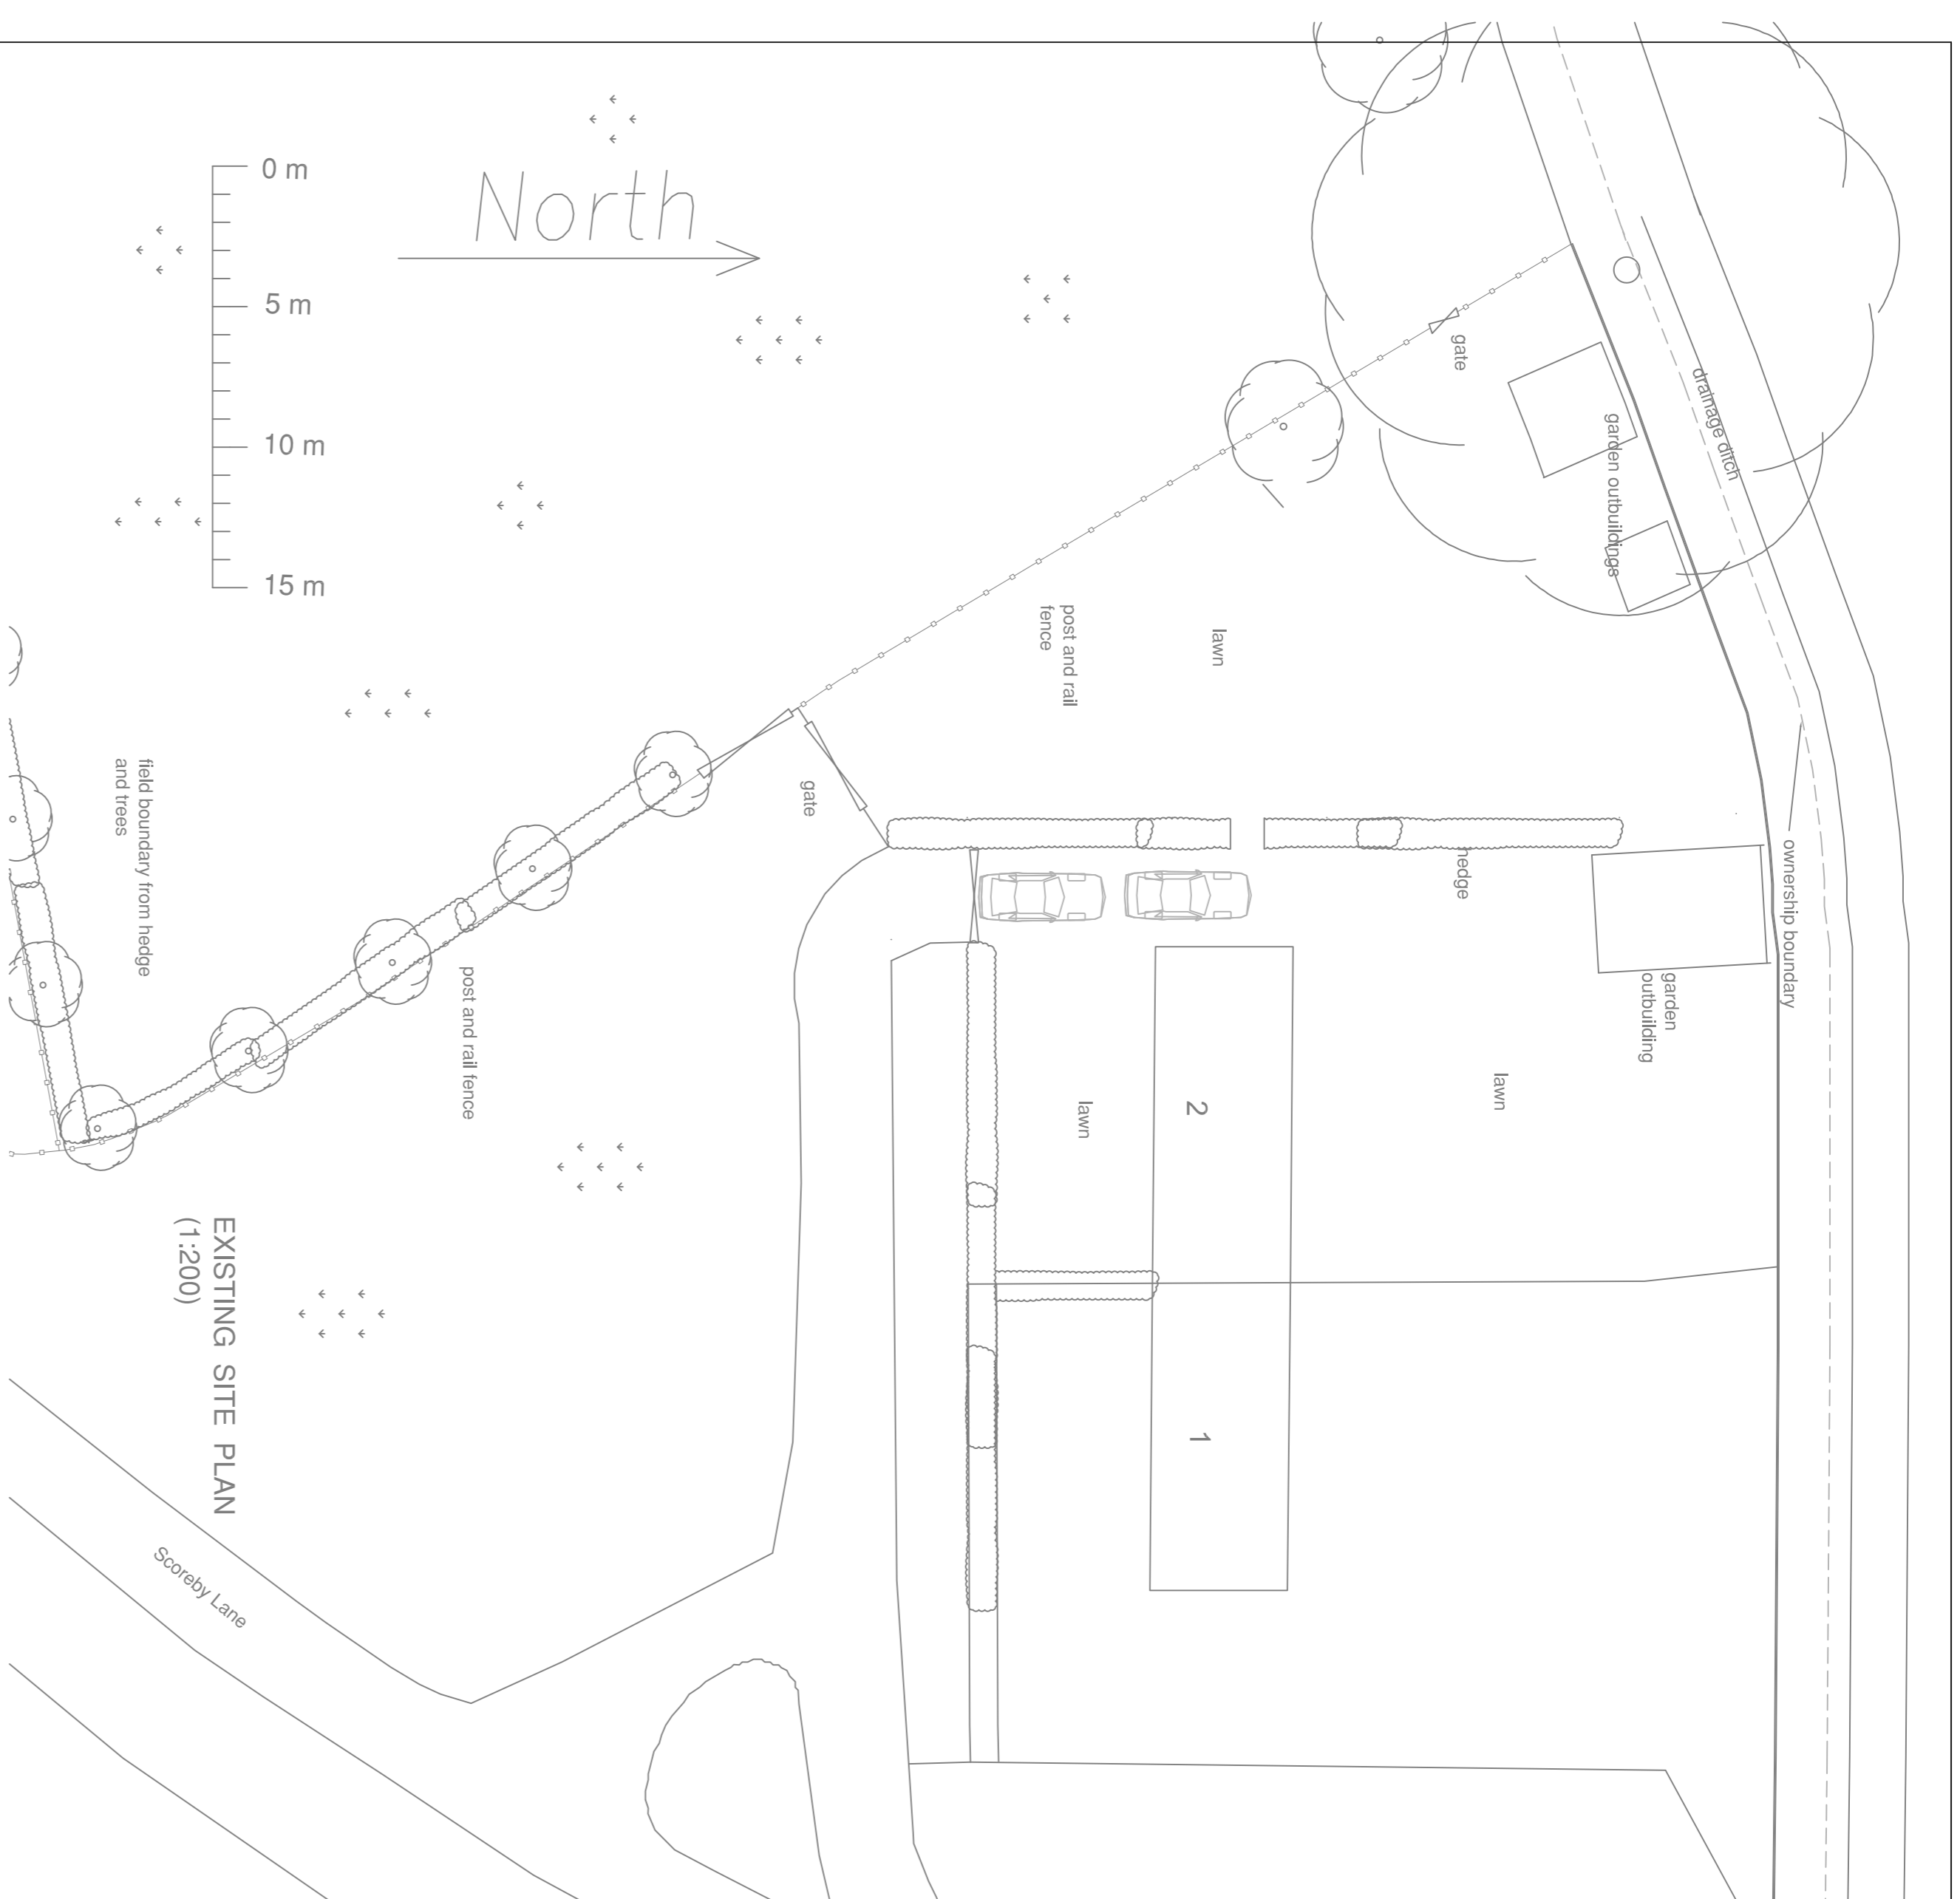 0 m
5 m
10 m
15 m
North
gate
drainage ditch
garden outbuildings
post and rail
fence
lawn
gate
field boundary from hedge
and trees
hedge
ownership boundary
post and rail fence
garden
outbuilding
lawn
lawn
2
1
EXISTING SITE PLAN
(1:200)
Scoreby Lane